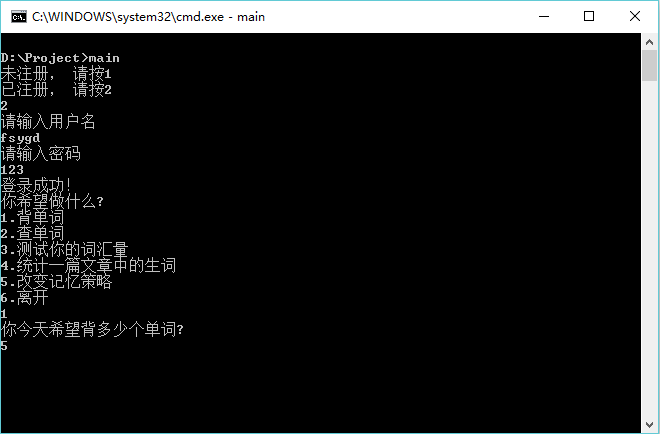 C:\WINDOWS\system32\cmd.exe - main
D:\Project>main
未注册， 请按1
已注册， 请按2
2
请输入用户名
fsygd
请输入密码
123
登录成功!
你希望做什么?
1.背单词
2.查单词
3.测试你的词汇量
4.统计一篇文章中的生词
5.改变记忆策略
6.离开
1
你今天希望背多少个单词?
5